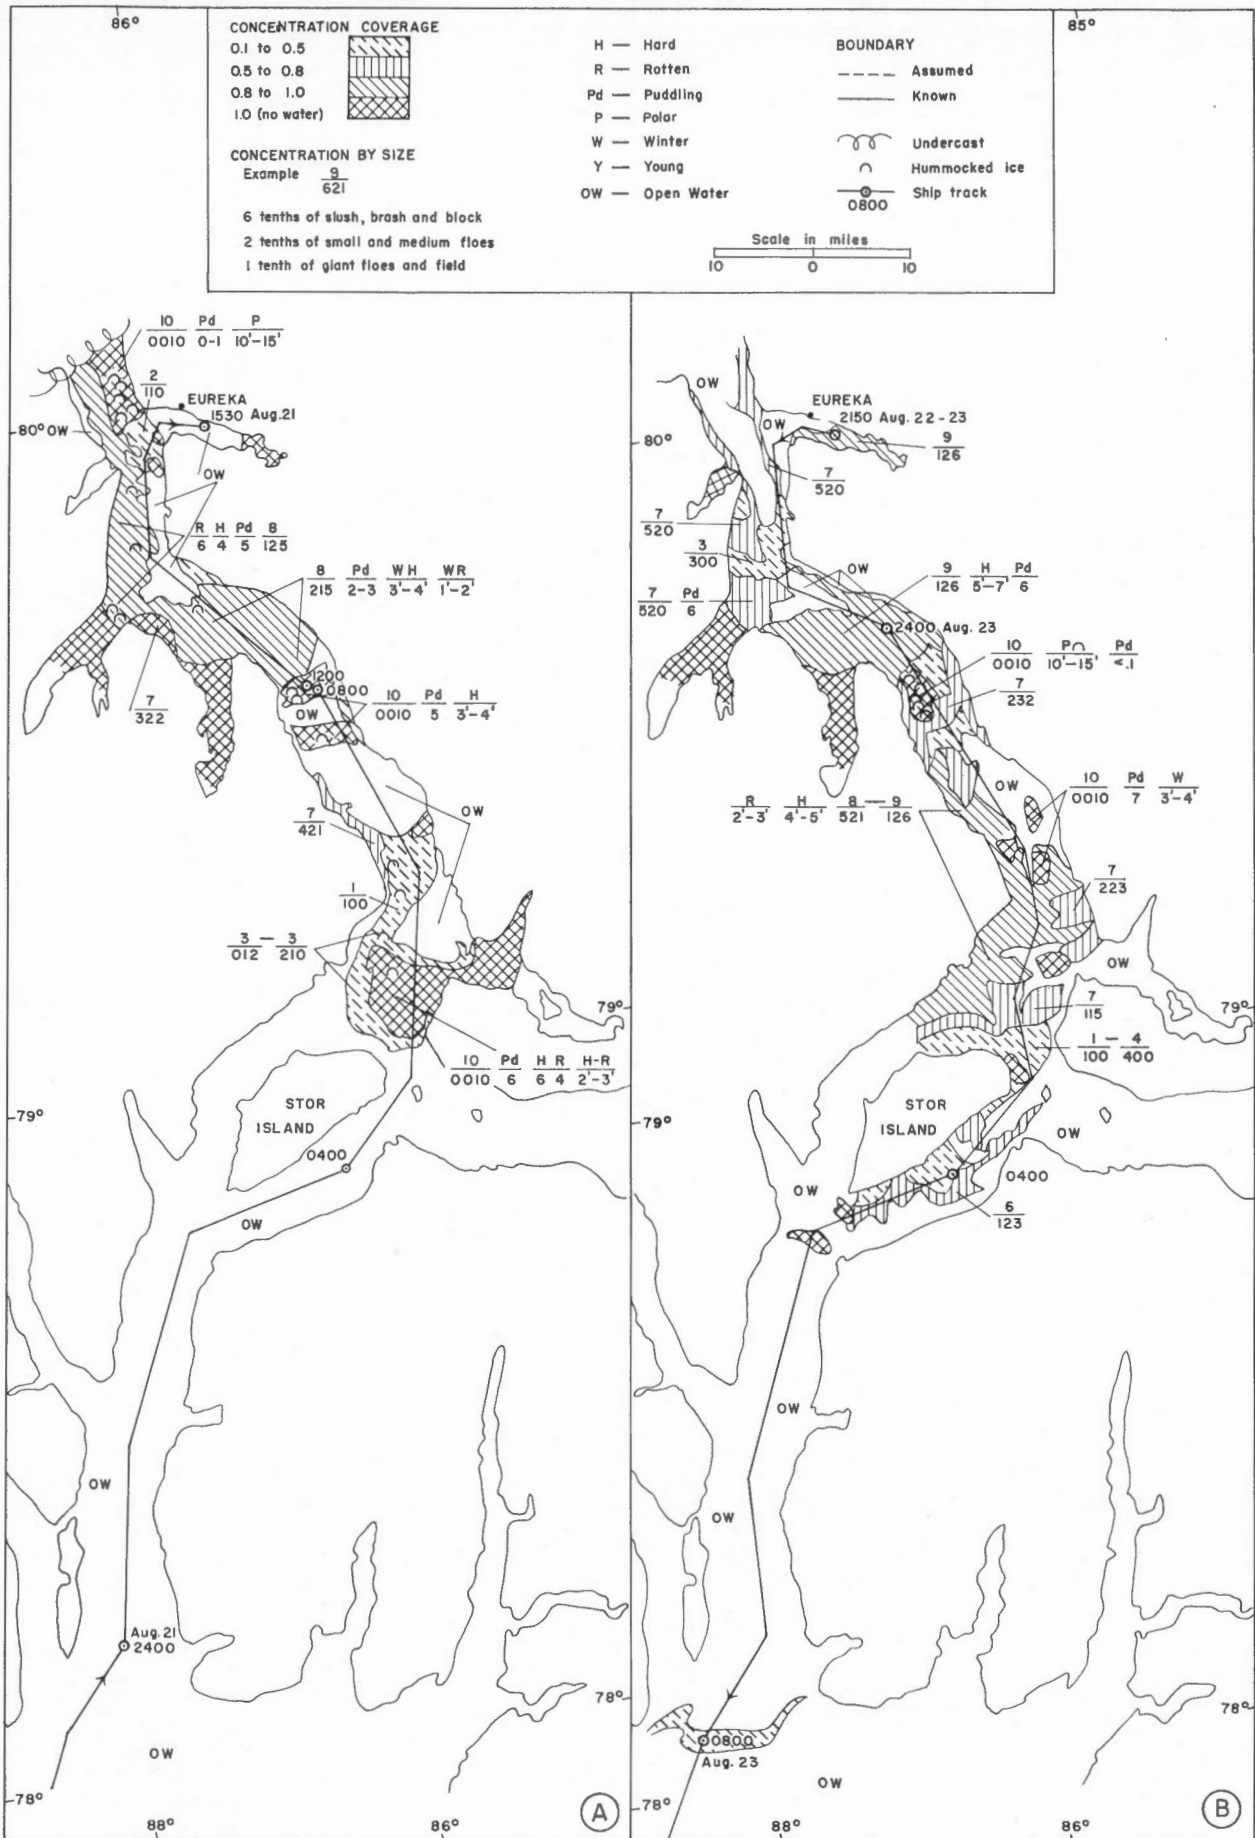 86°
85°
CONCENTRATION COVERAGE
0.1 to 0.5
0.5 to 0.8
0.8 to 1.0
1.0 (no water)
CONCENTRATION BY SIZE
Example 9/621
6 tenths of slush, brash and block
2 tenths of small and medium floes
1 tenth of giant floes and field
H — Hard
R — Rotten
Pd — Puddling
P — Polar
W — Winter
Y — Young
OW — Open Water
BOUNDARY
Assumed
Known
Undercast
Hummocked ice
0800 Ship track
Scale in miles
10 0 10
10/0010 Pd/0-1 P/10'-15'
2/110
EUREKA
1530 Aug.21
80° OW
OW
R/6 H/4 Pd/5 8/125
8/215 Pd/2-3 WH/3'-4' WR/1'-2'
7/322
1200
0800
OW
10/0010 Pd/5 H/3'-4'
OW
7/421
1/100
3/012 — 3/210
79°
10/0010 Pd/6 H R/6 4 H-R/2'-3'
79°
STOR
ISLAND
0400
OW
OW
Aug.21
2400
78°
OW
78°
88°
86°
A
OW
EUREKA
2150 Aug. 22-23
80°
OW
9/126
7/520
7/520
3/300
OW
9/126 H/5'-7' Pd/6
7/520 Pd/6
2400 Aug. 23
10/0010 P/10'-15' Pd/<.1
7/232
OW
10/0010 Pd/7 W/3'-4'
R/2'-3' H/4'-5' 8/521 — 9/126
7/223
OW
79°
7/115
1/100 — 4/400
79°
STOR
ISLAND
OW
0400
OW
6/123
OW
OW
78°
0800
Aug. 23
OW
78°
88°
86°
B